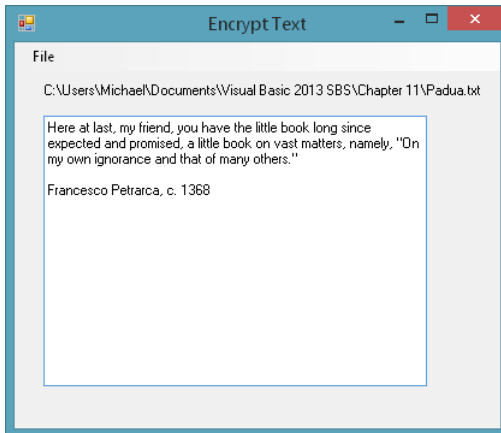 Encrypt Text
File
C:\Users\Michael\Documents\Visual Basic 2013 SBS\Chapter 11\Padua.txt
Here at last, my friend, you have the little book long since
expected and promised, a little book on vast matters, namely, "On
my own ignorance and that of many others."
Francesco Petrarca, c. 1368